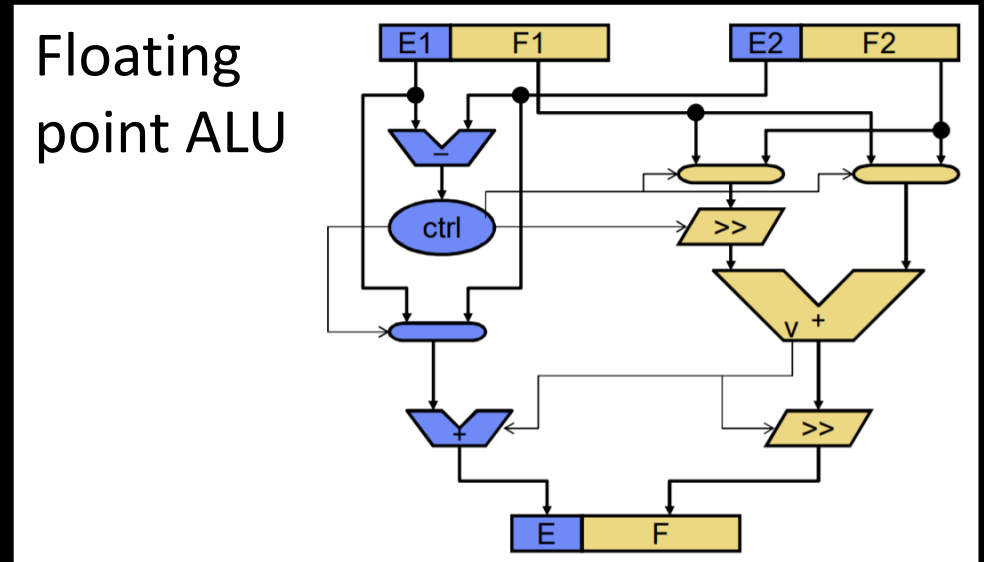 Floating
point ALU
E1 F1
E2 F2
–
ctrl
>>
v +
+
>>
E F